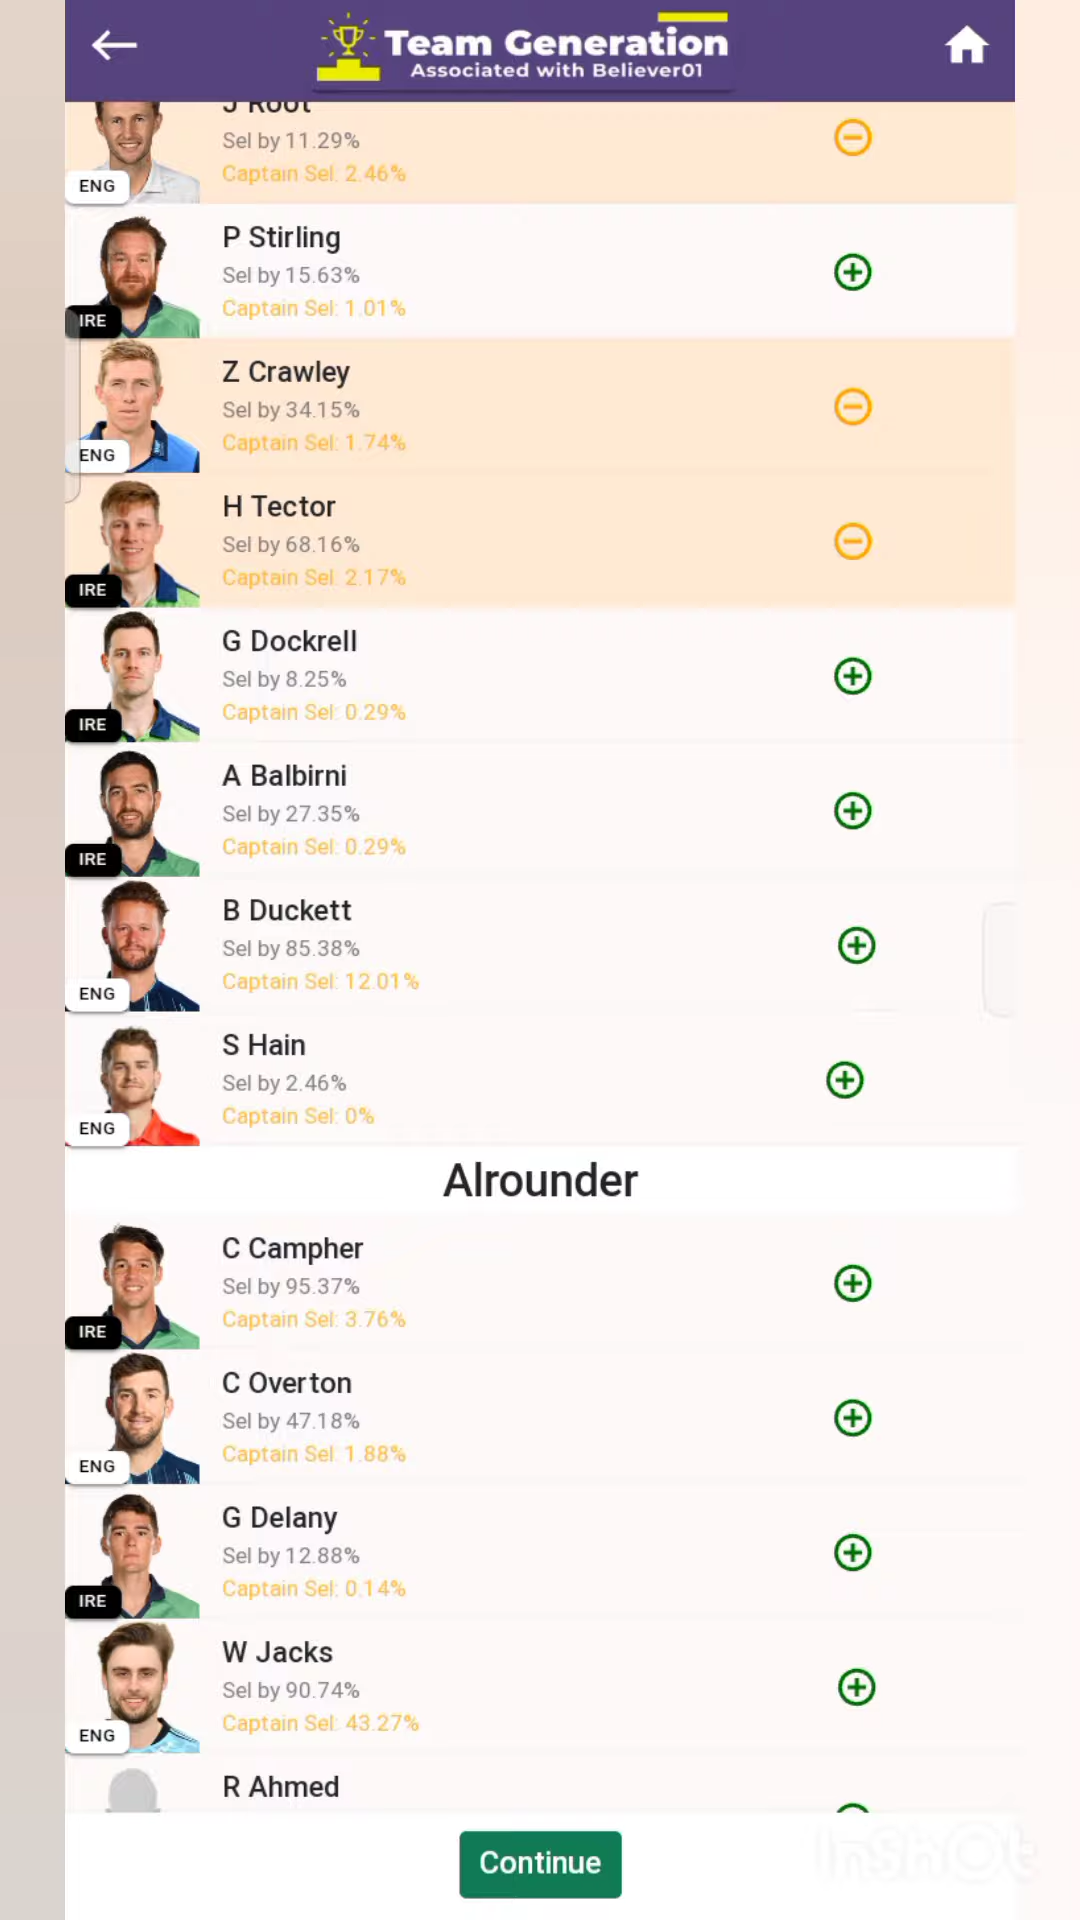 Team Generation
Associated with Believer01
J Root
Sel by 11.29%
Captain Sel: 2.46%
ENG
P Stirling
Sel by 15.63%
Captain Sel: 1.01%
IRE
Z Crawley
Sel by 34.15%
Captain Sel: 1.74%
ENG
H Tector
Sel by 68.16%
Captain Sel: 2.17%
IRE
G Dockrell
Sel by 8.25%
Captain Sel: 0.29%
IRE
A Balbirni
Sel by 27.35%
Captain Sel: 0.29%
IRE
B Duckett
Sel by 85.38%
Captain Sel: 12.01%
ENG
S Hain
Sel by 2.46%
Captain Sel: 0%
ENG
Alrounder
C Campher
Sel by 95.37%
Captain Sel: 3.76%
IRE
C Overton
Sel by 47.18%
Captain Sel: 1.88%
ENG
G Delany
Sel by 12.88%
Captain Sel: 0.14%
IRE
W Jacks
Sel by 90.74%
Captain Sel: 43.27%
ENG
R Ahmed
Continue
InShOt